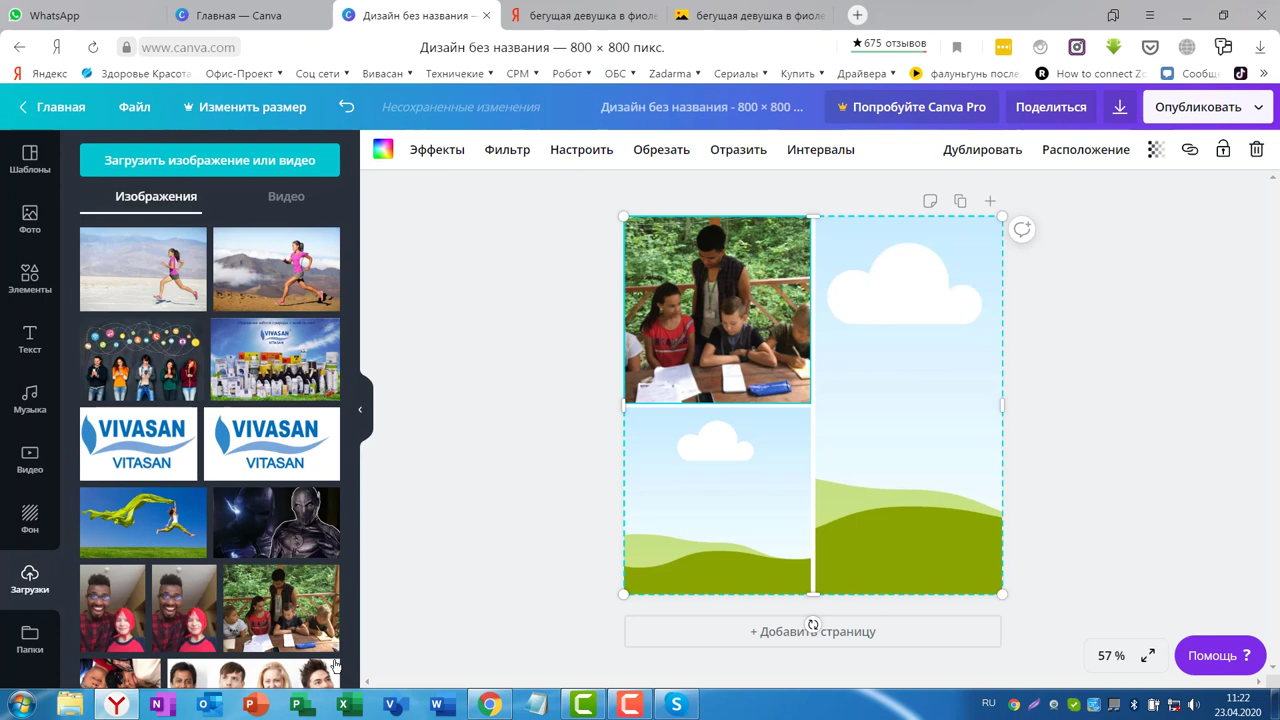 WhatsApp
Главная — Canva
Дизайн без названия –
бегущая девушка в фиоле
бегущая девушка в фиоле
www.canva.com
Дизайн без названия — 800 × 800 пикс.
★675 отзывов
Яндекс
Здоровье Красота
Офис-Проект
Соц сети
Вивасан
Технические
CPM
Робот
ОБС
Zadarma
Сериалы
Купить
Драйвера
фалуньгунь после.
How to connect Zo
Сообще
Главная
Файл
Изменить размер
Несохраненные изменения
Дизайн без названия - 800 × 800 ...
Попробуйте Canva Pro
Поделиться
Опубликовать
Шаблоны
Фото
Элементы
Текст
Музыка
Видео
Фон
Загрузки
Папки
Загрузить изображение или видео
Изображения
Видео
VIVASAN
VIVASAN
VITASAN
VIVASAN
VITASAN
Эффекты
Фильтр
Настроить
Обрезать
Отразить
Интервалы
Дублировать
Расположение
+ Добавить страницу
57 %
Помощь ?
RU
11:22
23.04.2020